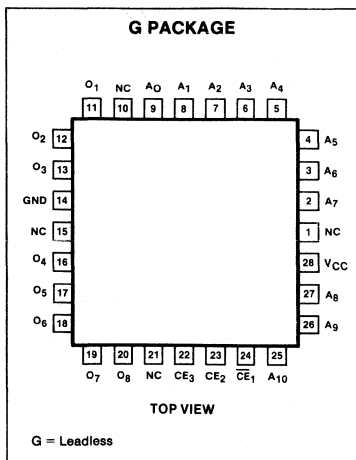 G PACKAGE
O1 NC A0 A1 A2 A3 A4
11 10 9 8 7 6 5
O2 12 4 A5
O3 13 3 A6
GND 14 2 A7
NC 15 1 NC
O4 16 28 VCC
O5 17 27 A8
O6 18 26 A9
19 20 21 22 23 24 25
O7 O8 NC CE3 CE2 C̅E̅1 A10
TOP VIEW
G = Leadless